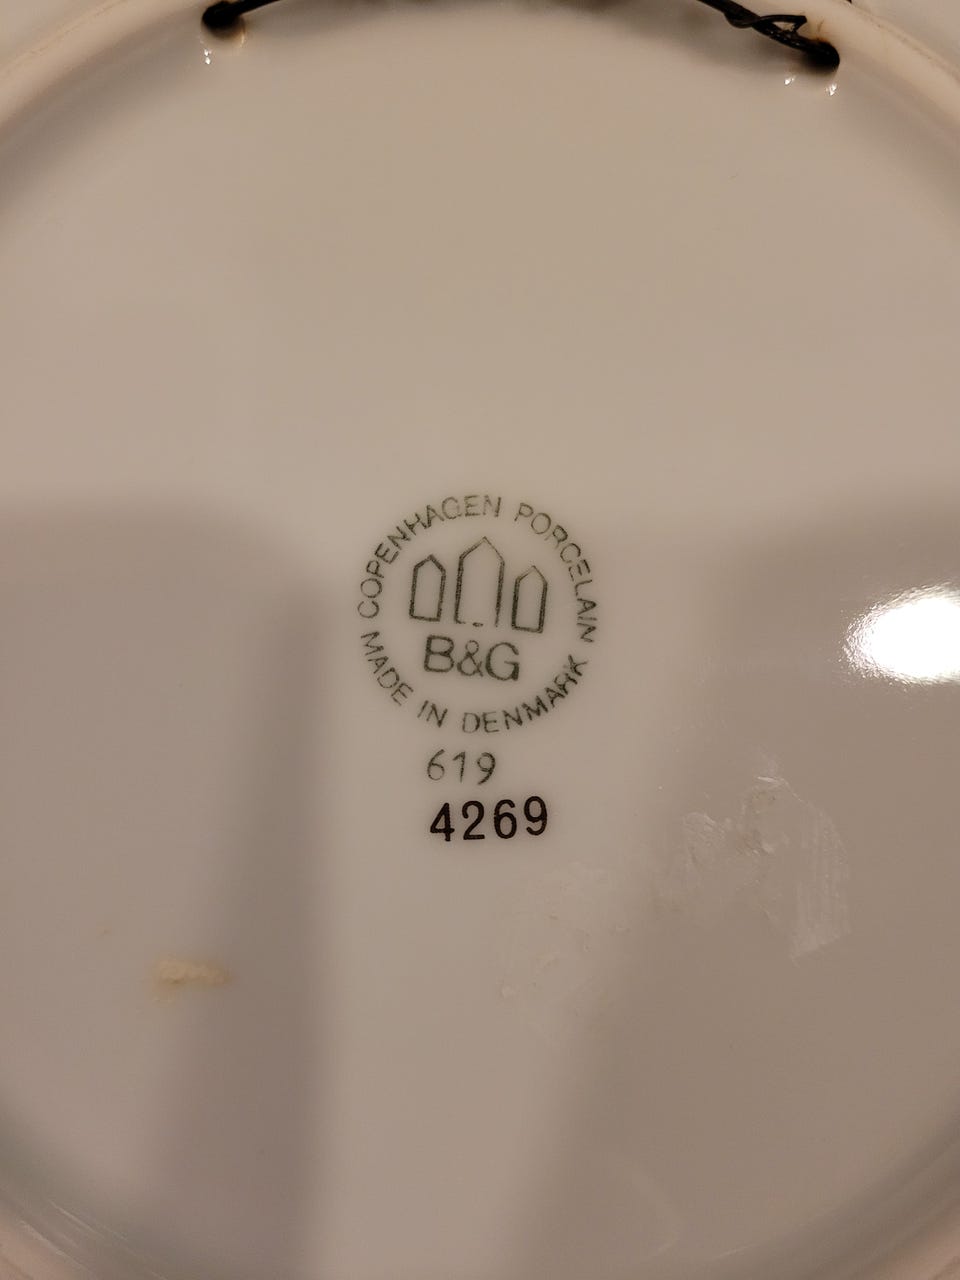 COPENHAGEN PORCELAIN
B&G
MADE IN DENMARK
619
4269